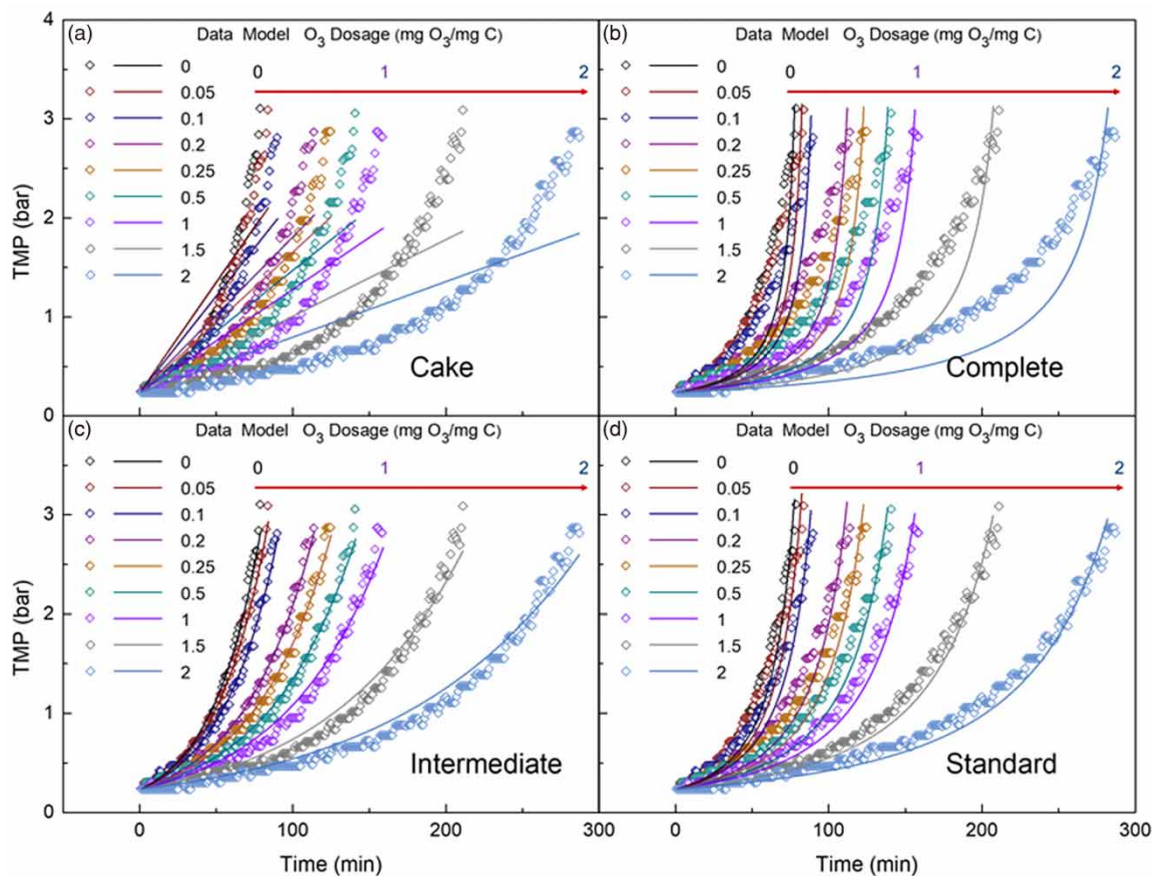 (a)
Data Model O3 Dosage (mg O3/mg C)
0 1 2
0
0.05
0.1
0.2
0.25
0.5
1
1.5
2
Cake
(b)
Data Model O3 Dosage (mg O3/mg C)
0 1 2
0
0.05
0.1
0.2
0.25
0.5
1
1.5
2
Complete
4
3
2
1
0
TMP (bar)
(c)
Data Model O3 Dosage (mg O3/mg C)
0 1 2
0
0.05
0.1
0.2
0.25
0.5
1
1.5
2
Intermediate
(d)
Data Model O3 Dosage (mg O3/mg C)
0 1 2
0
0.05
0.1
0.2
0.25
0.5
1
1.5
2
Standard
3
2
1
0
TMP (bar)
0 100 200 300
0 100 200 300
Time (min)
Time (min)